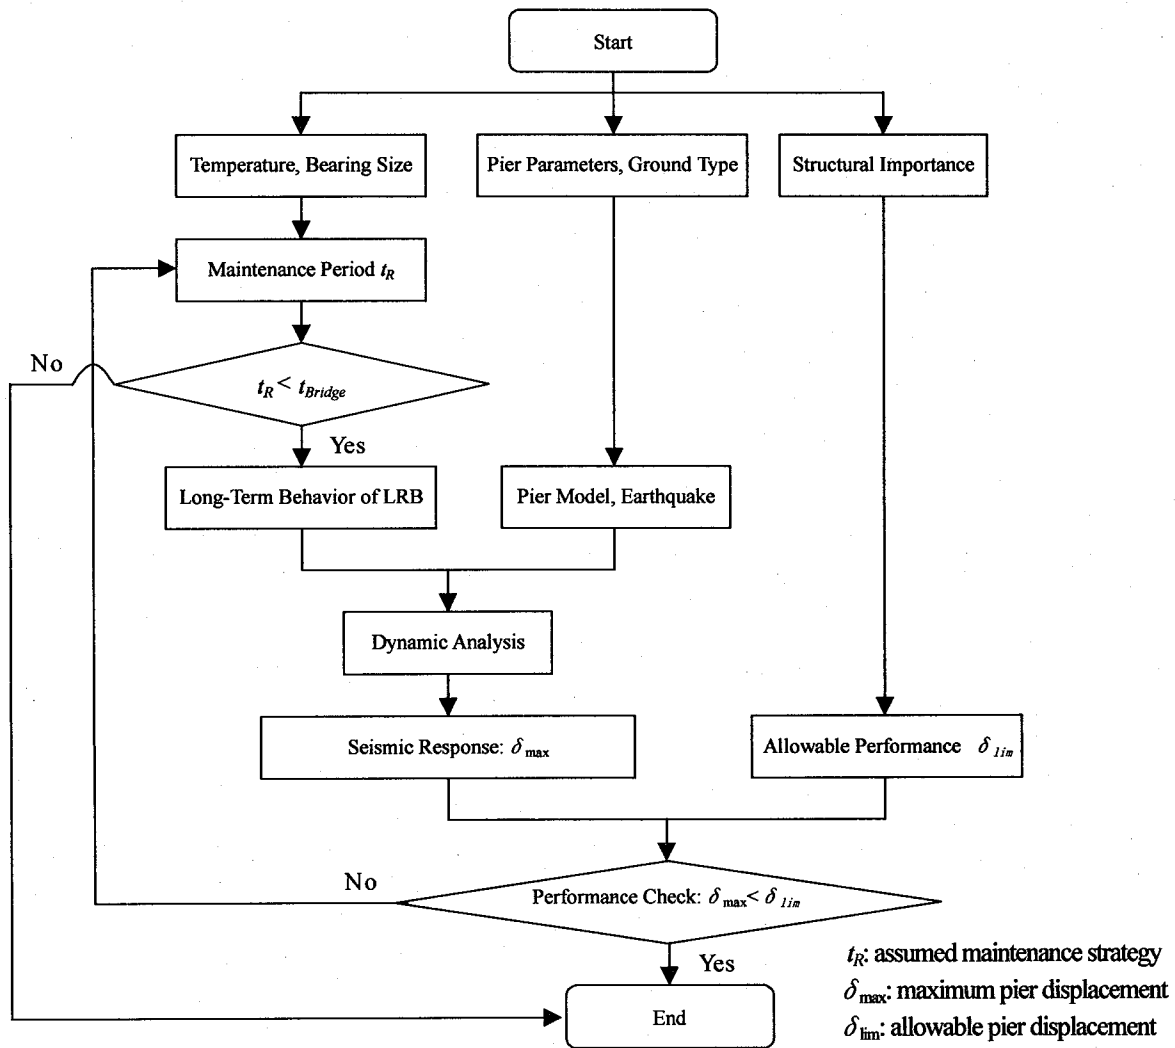 Start
Temperature, Bearing Size
Pier Parameters, Ground Type
Structural Importance
Maintenance Period t_R
No
t_R < t_Bridge
Yes
Long-Term Behavior of LRB
Pier Model, Earthquake
Dynamic Analysis
Seismic Response: δ_max
Allowable Performance δ_lim
No
Performance Check: δ_max < δ_lim
Yes
End
t_R: assumed maintenance strategy
δ_max: maximum pier displacement
δ_lim: allowable pier displacement